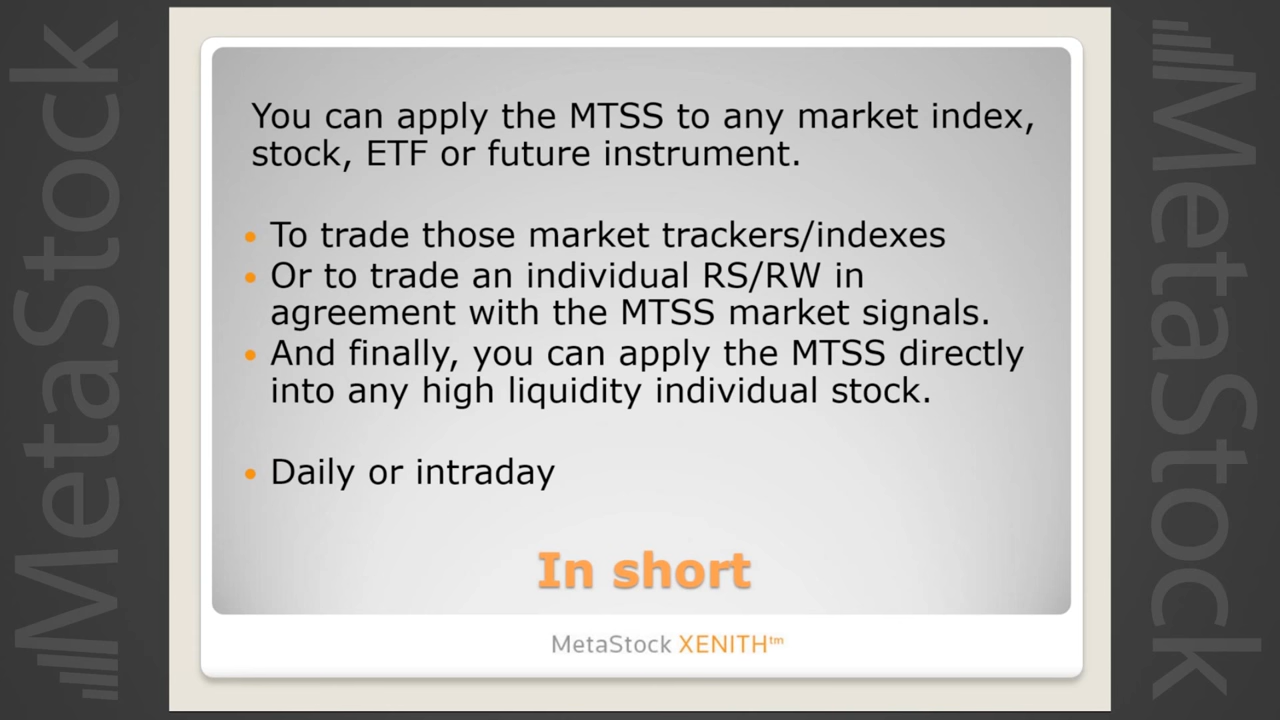 You can apply the MTSS to any market index,
stock, ETF or future instrument.
• To trade those market trackers/indexes
• Or to trade an individual RS/RW in
agreement with the MTSS market signals.
• And finally, you can apply the MTSS directly
into any high liquidity individual stock.
• Daily or intraday
In short
MetaStock XENITH™
MetaStock
MetaStock